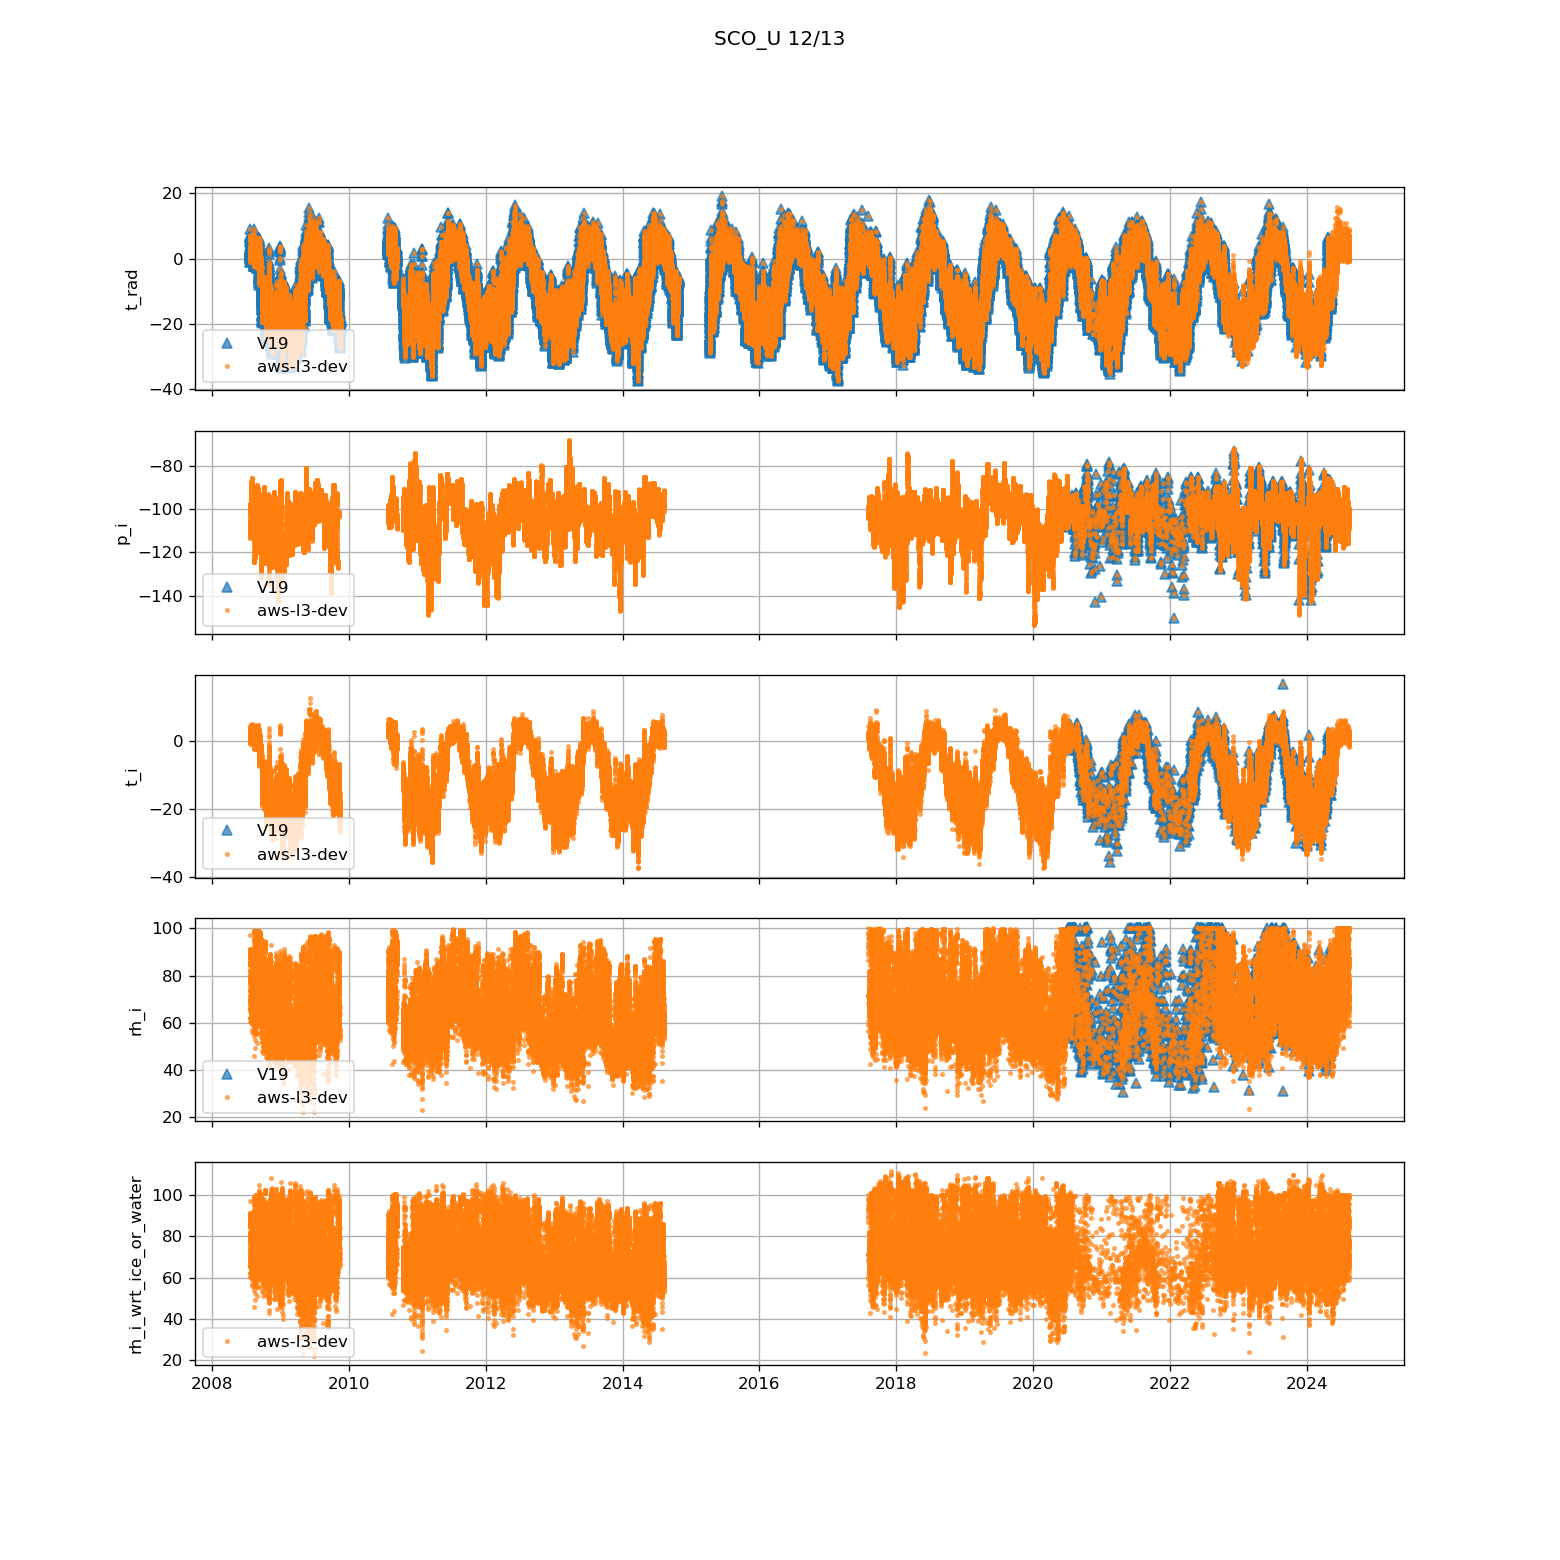 SCO_U 12/13
t_rad
20
0
−20
−40
V19
aws-l3-dev
p_i
−80
−100
−120
−140
V19
aws-l3-dev
t_i
0
−20
−40
V19
aws-l3-dev
rh_i
100
80
60
40
20
V19
aws-l3-dev
rh_i_wrt_ice_or_water
100
80
60
40
20
aws-l3-dev
2008 2010 2012 2014 2016 2018 2020 2022 2024